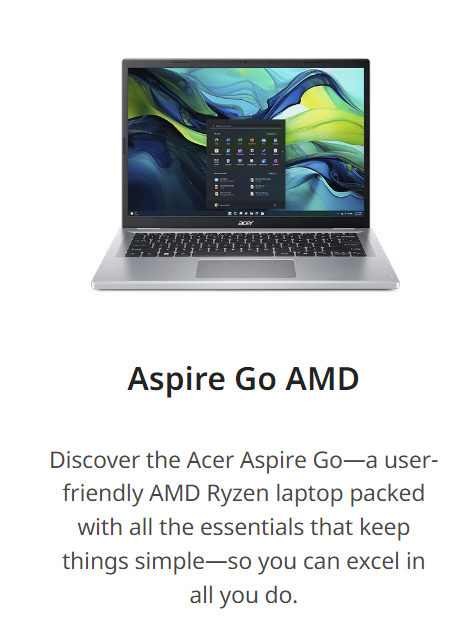 acer
Aspire Go AMD
Discover the Acer Aspire Go—a user-
friendly AMD Ryzen laptop packed
with all the essentials that keep
things simple—so you can excel in
all you do.